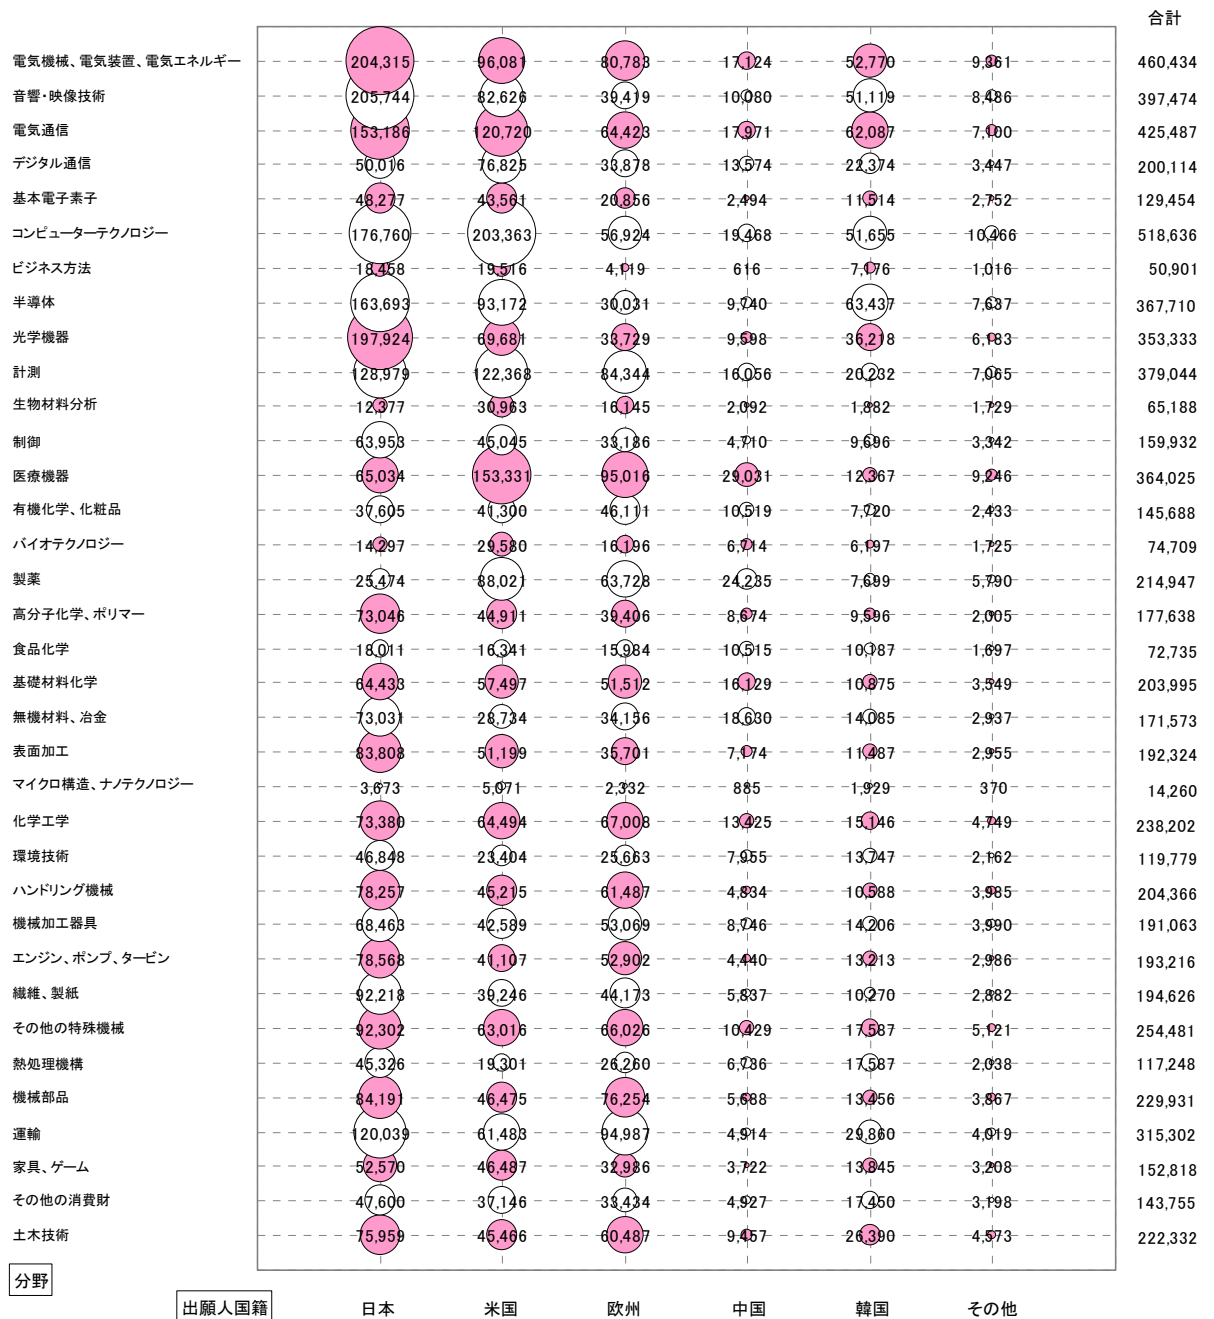 合計
電気機械、電気装置、電気エネルギー 204,315 96,081 80,783 17,124 52,770 9,361 460,434
音響・映像技術 205,744 82,626 39,419 10,080 51,119 8,486 397,474
電気通信 153,186 120,720 64,423 17,971 62,087 7,100 425,487
デジタル通信 50,016 76,825 33,878 13,574 22,374 3,447 200,114
基本電子素子 48,277 43,561 20,856 2,494 11,514 2,752 129,454
コンピューターテクノロジー 176,760 203,363 56,924 19,468 51,655 10,466 518,636
ビジネス方法 18,458 19,516 4,119 616 7,176 1,016 50,901
半導体 163,693 93,172 30,031 9,740 63,437 7,637 367,710
光学機器 197,924 69,681 33,729 9,598 36,218 6,183 353,333
計測 128,979 122,368 84,344 16,056 20,232 7,065 379,044
生物材料分析 12,377 30,963 16,145 2,092 1,882 1,729 65,188
制御 63,953 45,045 33,186 4,710 9,696 3,342 159,932
医療機器 65,034 153,331 95,016 29,031 12,367 9,246 364,025
有機化学、化粧品 37,605 41,300 46,111 10,519 7,720 2,433 145,688
バイオテクノロジー 14,297 29,580 16,196 6,714 6,197 1,725 74,709
製薬 25,474 88,021 63,728 24,235 7,699 5,790 214,947
高分子化学、ポリマー 73,046 44,911 39,406 8,674 9,596 2,005 177,638
食品化学 18,011 16,341 15,984 10,515 10,187 1,697 72,735
基礎材料化学 64,433 57,497 51,512 16,129 10,875 3,549 203,995
無機材料、冶金 73,031 28,734 34,156 18,630 14,085 2,937 171,573
表面加工 83,808 51,199 35,701 7,174 11,487 2,955 192,324
マイクロ構造、ナノテクノロジー 3,673 5,071 2,332 885 1,929 370 14,260
化学工学 73,380 64,494 67,008 13,425 15,146 4,749 238,202
環境技術 46,848 23,404 25,663 7,955 13,747 2,162 119,779
ハンドリング機械 78,257 45,215 61,487 4,834 10,588 3,985 204,366
機械加工器具 68,463 42,589 53,069 8,746 14,206 3,990 191,063
エンジン、ポンプ、タービン 78,568 41,107 52,902 4,440 13,213 2,986 193,216
繊維、製紙 92,218 39,246 44,173 5,837 10,270 2,882 194,626
その他の特殊機械 92,302 63,016 66,026 10,429 17,587 5,121 254,481
熱処理機構 45,326 19,301 26,260 6,736 17,587 2,038 117,248
機械部品 84,191 46,475 76,254 5,688 13,456 3,867 229,931
運輸 120,039 61,483 94,987 4,914 29,860 4,019 315,302
家具、ゲーム 52,570 46,487 32,986 3,722 13,845 3,208 152,818
その他の消費財 47,600 37,146 33,434 4,927 17,450 3,198 143,755
土木技術 75,959 45,466 60,487 9,457 26,390 4,573 222,332
分野
出願人国籍 日本 米国 欧州 中国 韓国 その他